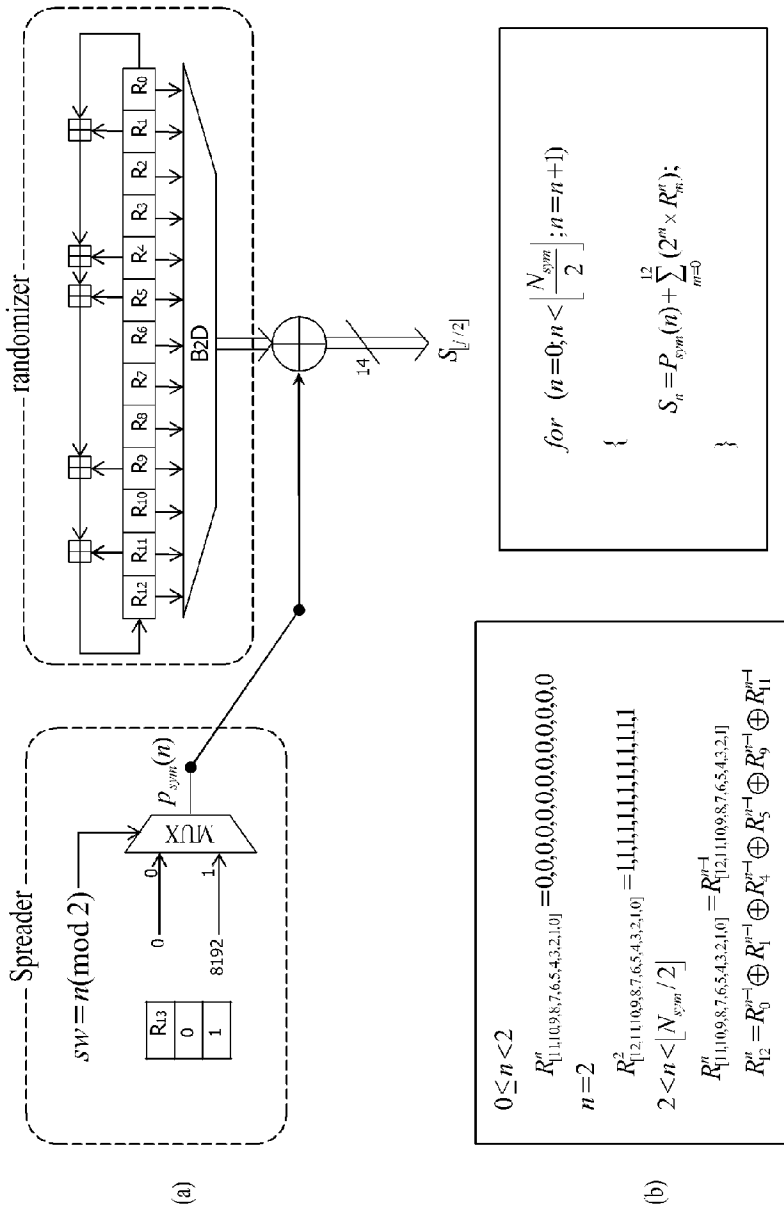 (a)
Spreader
sw = n(mod 2)
R₁₃
0
1
0
8192
0
1
MUX
p_sym(n)
randomizer
R₁₂ R₁₁ R₁₀ R₉ R₈ R₇ R₆ R₅ R₄ R₃ R₂ R₁ R₀
B2D
14
S_⌊j/2⌋
(b)
0 ≤ n < 2
R^n_[11,10,9,8,7,6,5,4,3,2,1,0] = 0,0,0,0,0,0,0,0,0,0,0,0,0
n = 2
R^2_[12,11,10,9,8,7,6,5,4,3,2,1,0] = 1,1,1,1,1,1,1,1,1,1,1,1,1
2 < n < ⌊N_sym/2⌋
R^n_[11,10,9,8,7,6,5,4,3,2,1,0] = R^{n-1}_[12,11,10,9,8,7,6,5,4,3,2,1]
R^n_12 = R^{n-1}_0 ⊕ R^{n-1}_1 ⊕ R^{n-1}_4 ⊕ R^{n-1}_5 ⊕ R^{n-1}_9 ⊕ R^{n-1}_11
for (n=0; n < ⌊N_sym/2⌋; n=n+1)
{
S_n = P_sym(n) + ∑_{m=0}^{12} (2^m × R^n_m);
}